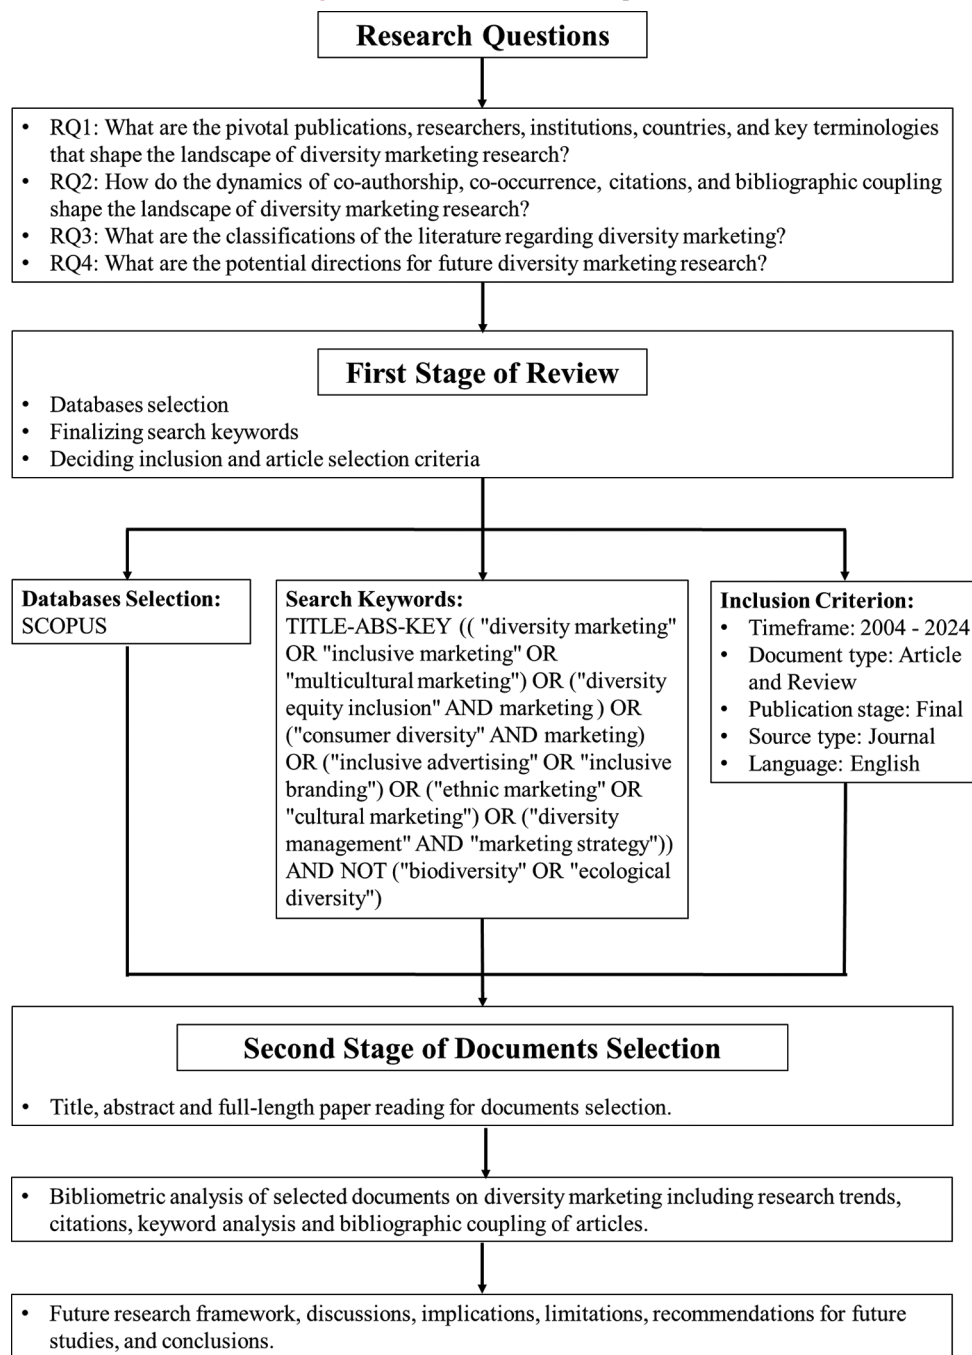 Research Questions
• RQ1: What are the pivotal publications, researchers, institutions, countries, and key terminologies
that shape the landscape of diversity marketing research?
• RQ2: How do the dynamics of co-authorship, co-occurrence, citations, and bibliographic coupling
shape the landscape of diversity marketing research?
• RQ3: What are the classifications of the literature regarding diversity marketing?
• RQ4: What are the potential directions for future diversity marketing research?
First Stage of Review
• Databases selection
• Finalizing search keywords
• Deciding inclusion and article selection criteria
Databases Selection:
SCOPUS
Search Keywords:
TITLE-ABS-KEY (( "diversity marketing"
OR "inclusive marketing" OR
"multicultural marketing") OR ("diversity
equity inclusion" AND marketing ) OR
("consumer diversity" AND marketing)
OR ("inclusive advertising" OR "inclusive
branding") OR ("ethnic marketing" OR
"cultural marketing") OR ("diversity
management" AND "marketing strategy"))
AND NOT ("biodiversity" OR "ecological
diversity")
Inclusion Criterion:
• Timeframe: 2004 - 2024
• Document type: Article
and Review
• Publication stage: Final
• Source type: Journal
• Language: English
Second Stage of Documents Selection
• Title, abstract and full-length paper reading for documents selection.
• Bibliometric analysis of selected documents on diversity marketing including research trends,
citations, keyword analysis and bibliographic coupling of articles.
• Future research framework, discussions, implications, limitations, recommendations for future
studies, and conclusions.